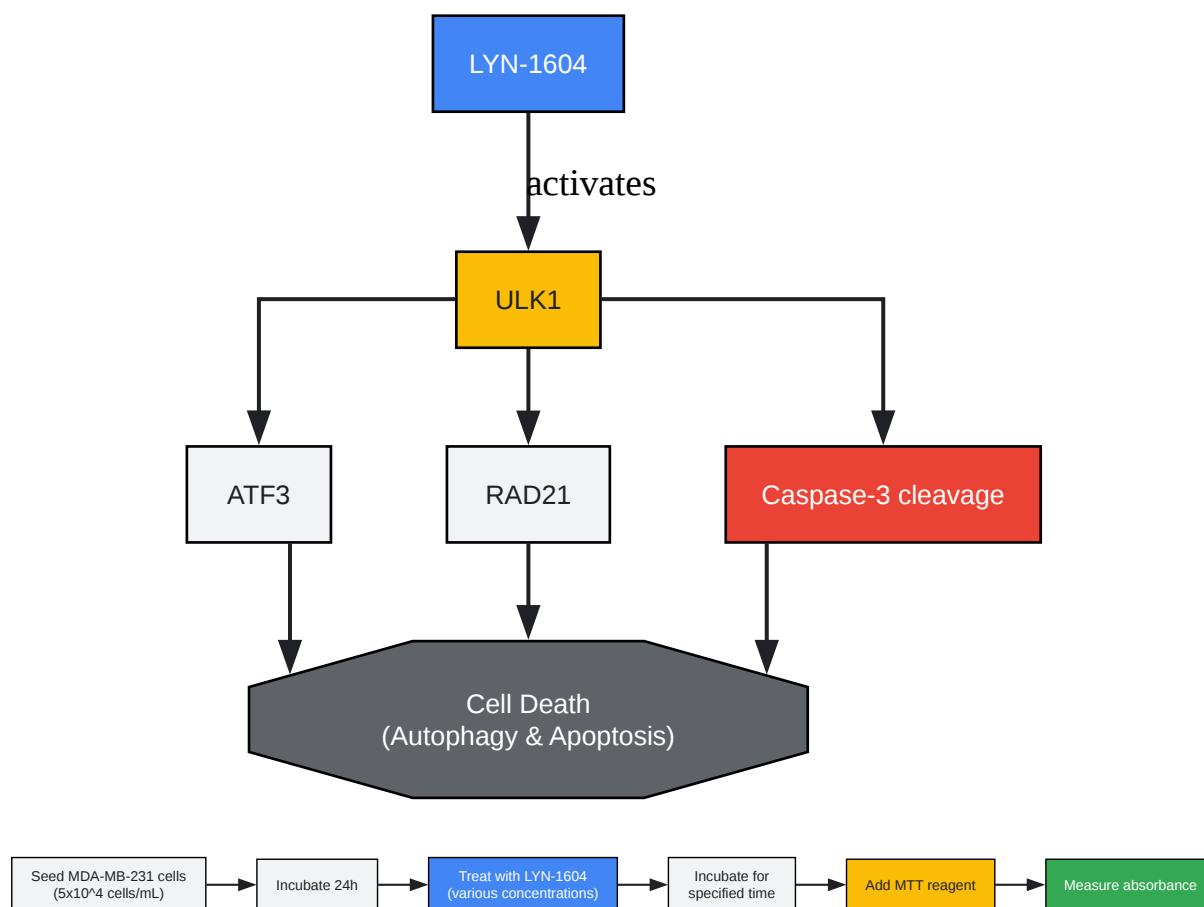 LYN-1604
activates
ULK1
ATF3
RAD21
Caspase-3 cleavage
Cell Death
(Autophagy & Apoptosis)
Seed MDA-MB-231 cells
(5x10^4 cells/mL)
Incubate 24h
Treat with LYN-1604
(various concentrations)
Incubate for
specified time
Add MTT reagent
Measure absorbance